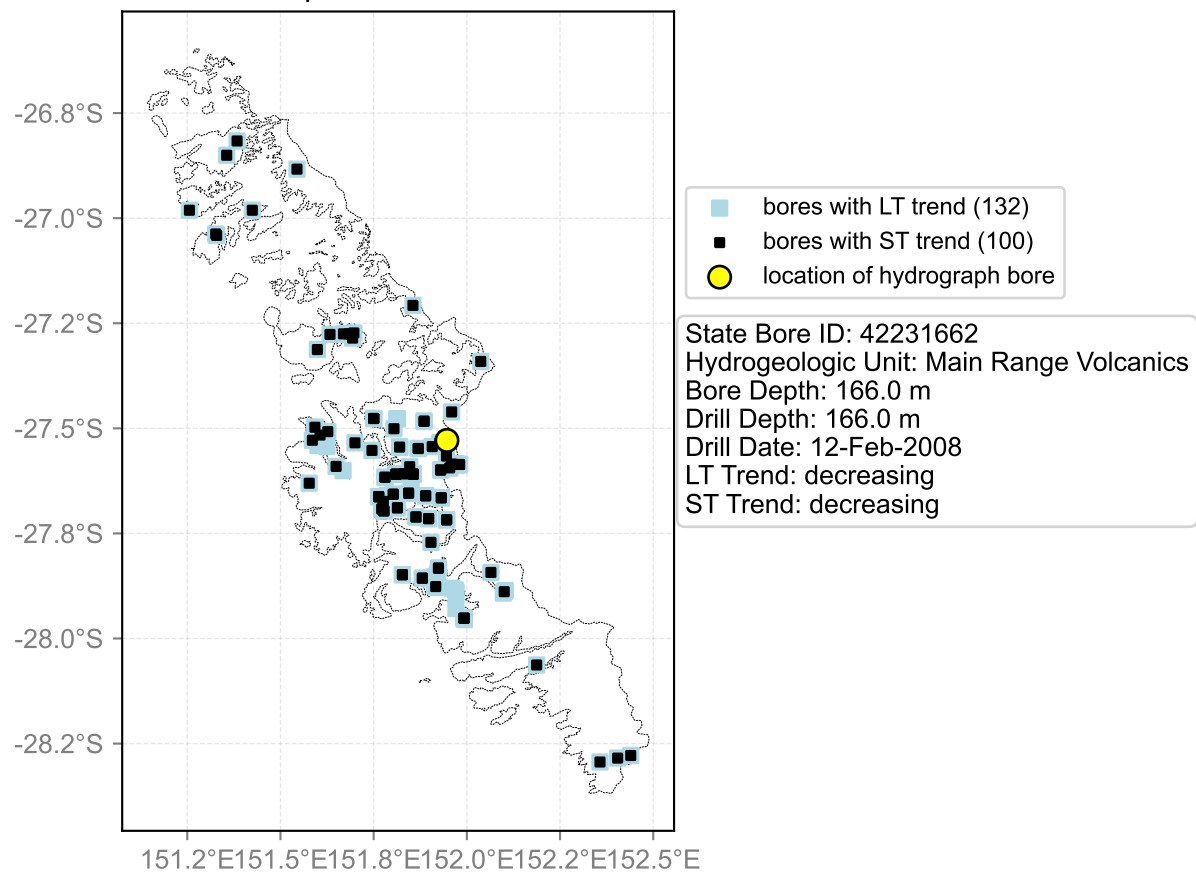 -26.8°S
-27.0°S
-27.2°S
-27.5°S
-27.8°S
-28.0°S
-28.2°S
151.2°E151.5°E151.8°E152.0°E152.2°E152.5°E
bores with LT trend (132)
bores with ST trend (100)
location of hydrograph bore
State Bore ID: 42231662
Hydrogeologic Unit: Main Range Volcanics
Bore Depth: 166.0 m
Drill Depth: 166.0 m
Drill Date: 12-Feb-2008
LT Trend: decreasing
ST Trend: decreasing